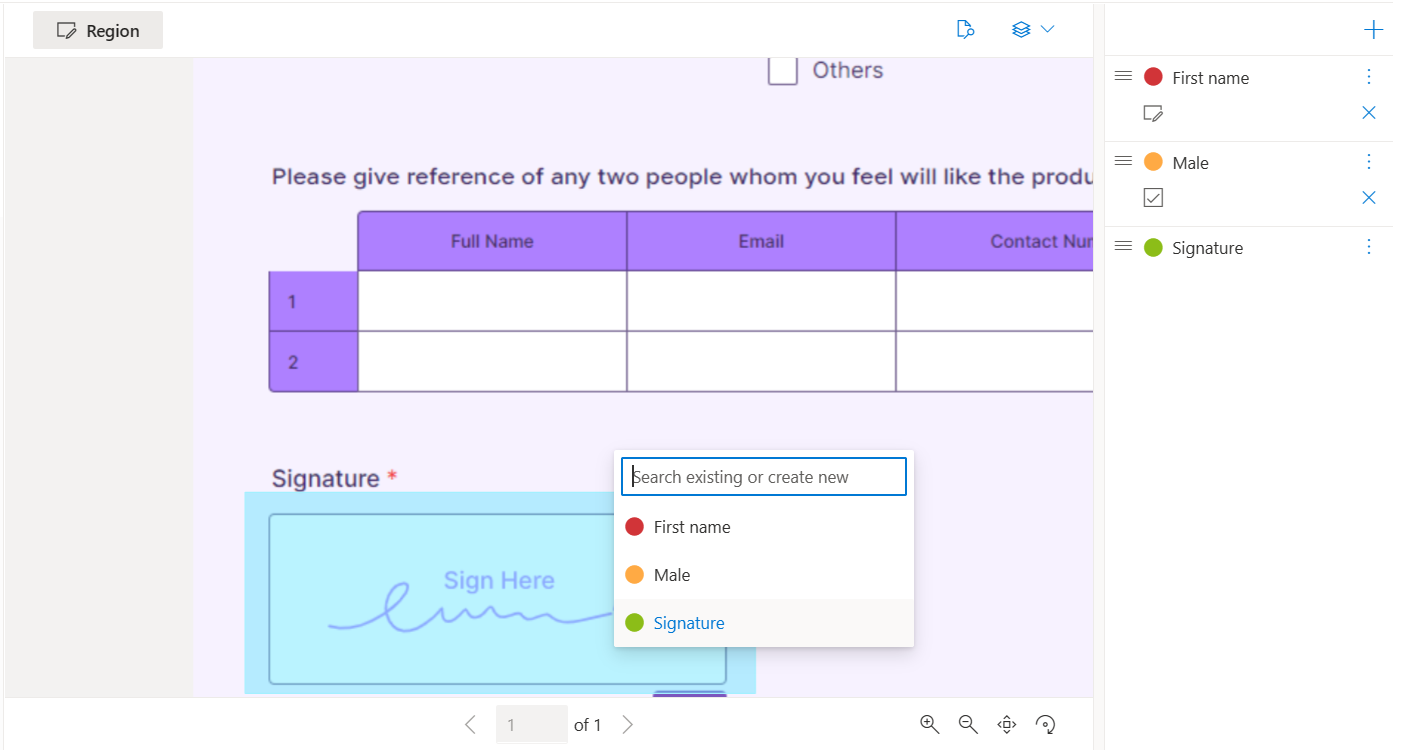 Region
Others
Please give reference of any two people whom you feel will like the produ
Full Name Email Contact Nur
1
2
Signature *
Sign Here
Search existing or create new
First name
Male
Signature
1 of 1
First name
Male
Signature